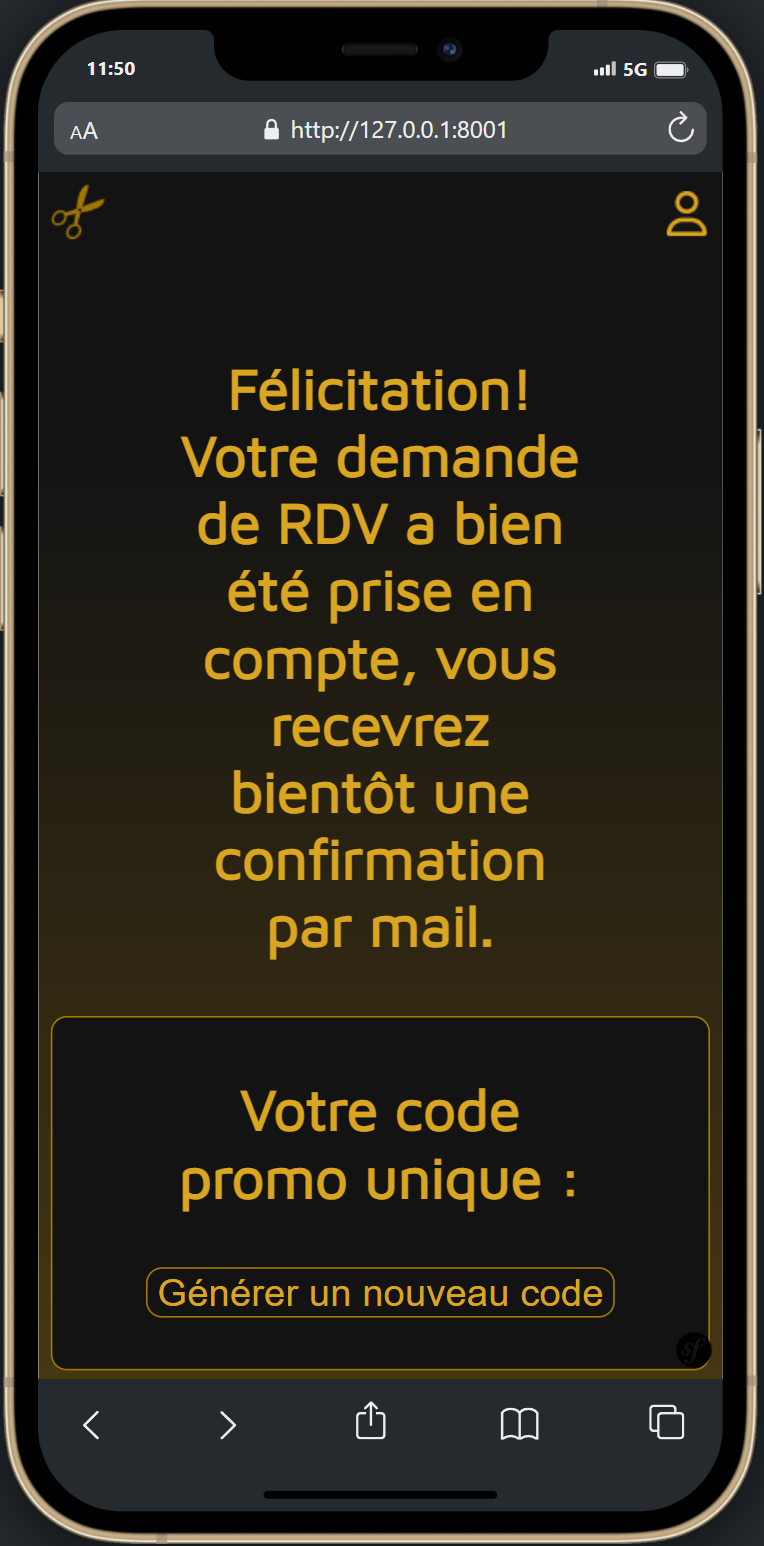 11:50
5G
AA
http://127.0.0.1:8001
Félicitation!
Votre demande
de RDV a bien
été prise en
compte, vous
recevrez
bientôt une
confirmation
par mail.
Votre code
promo unique :
Générer un nouveau code
sf